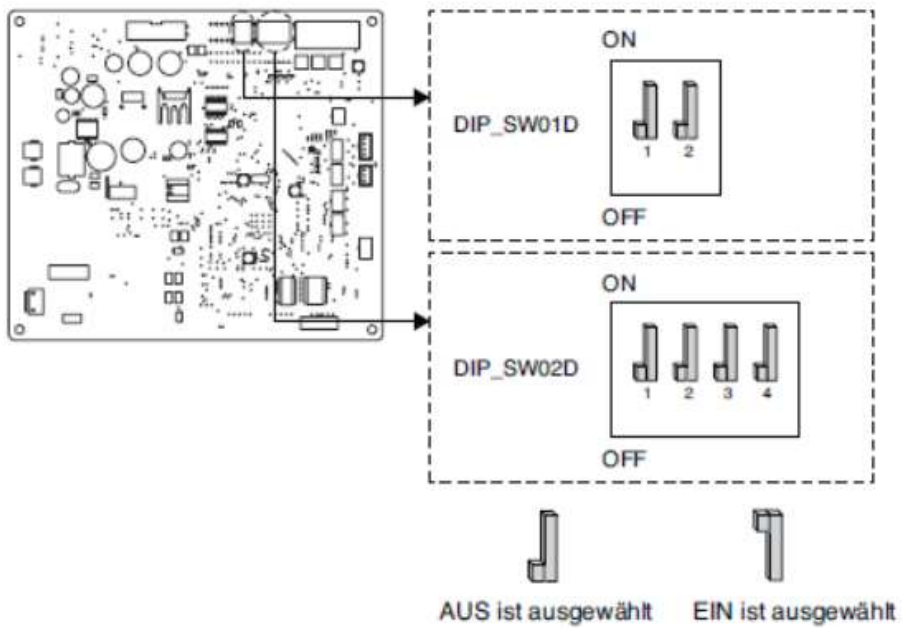 ON
DIP_SW01D
1 2
OFF
ON
DIP_SW02D
1 2 3 4
OFF
AUS ist ausgewählt
EIN ist ausgewählt